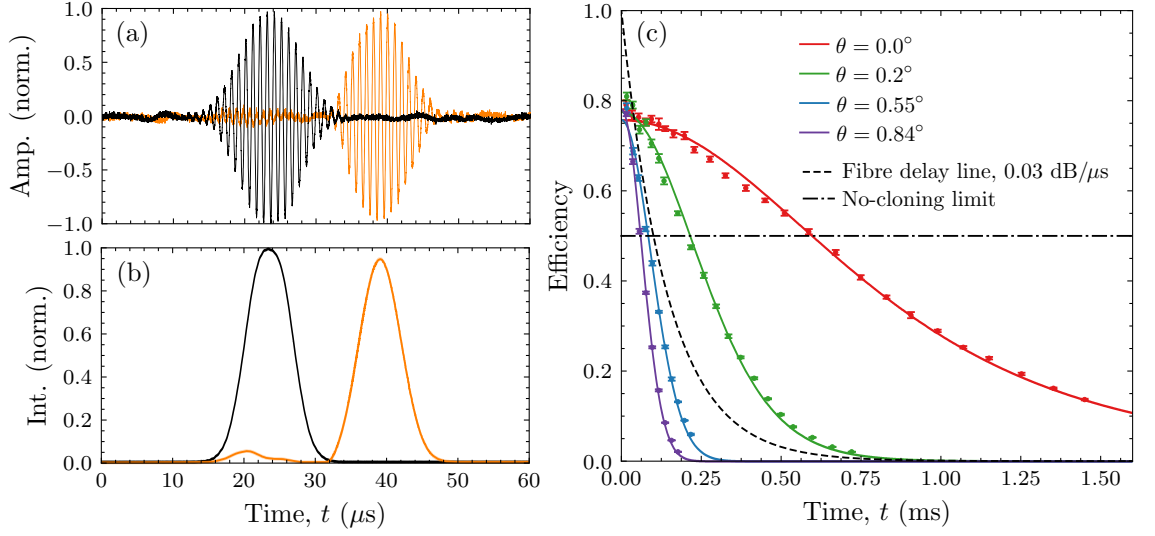 (a)
Amp. (norm.)
1.0
0.5
0.0
−0.5
−1.0
(b)
Int. (norm.)
1.0
0.8
0.6
0.4
0.2
0.0
0 10 20 30 40 50 60
Time, t (μs)
(c)
Efficiency
1.0
0.8
0.6
0.4
0.2
0.0
θ = 0.0°
θ = 0.2°
θ = 0.55°
θ = 0.84°
Fibre delay line, 0.03 dB/μs
No-cloning limit
0.00 0.25 0.50 0.75 1.00 1.25 1.50
Time, t (ms)